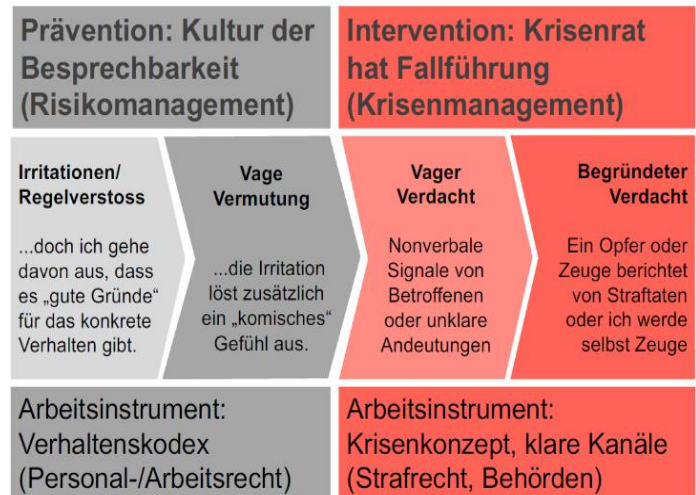 Prävention: Kultur der
Besprechbarkeit
(Risikomanagement)
Intervention: Krisenrat
hat Fallführung
(Krisenmanagement)
Irritationen/
Regelverstoss
...doch ich gehe
davon aus, dass
es „gute Gründe“
für das konkrete
Verhalten gibt.
Vage
Vermutung
...die Irritation
löst zusätzlich
ein „komisches“
Gefühl aus.
Vager
Verdacht
Nonverbale
Signale von
Betroffenen
oder unklare
Andeutungen
Begründeter
Verdacht
Ein Opfer oder
Zeuge berichtet
von Straftaten
oder ich werde
selbst Zeuge
Arbeitsinstrument:
Verhaltenskodex
(Personal-/Arbeitsrecht)
Arbeitsinstrument:
Krisenkonzept, klare Kanäle
(Strafrecht, Behörden)